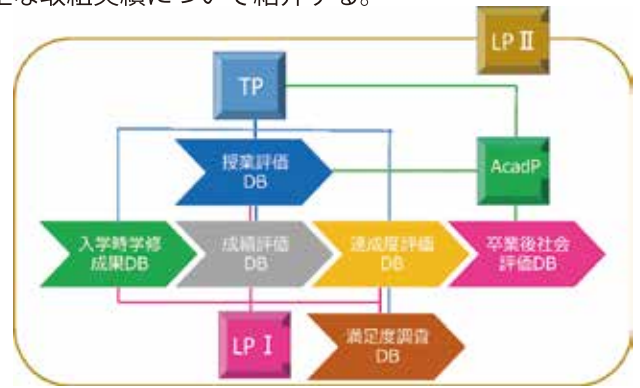 な取組実績について紹介する。
LP II
TP
授業評価
DB
AcadP
入学時学修
成果DB
成績評価
DB
達成度評価
DB
卒業後社会
評価DB
LP I
満足度調査
DB